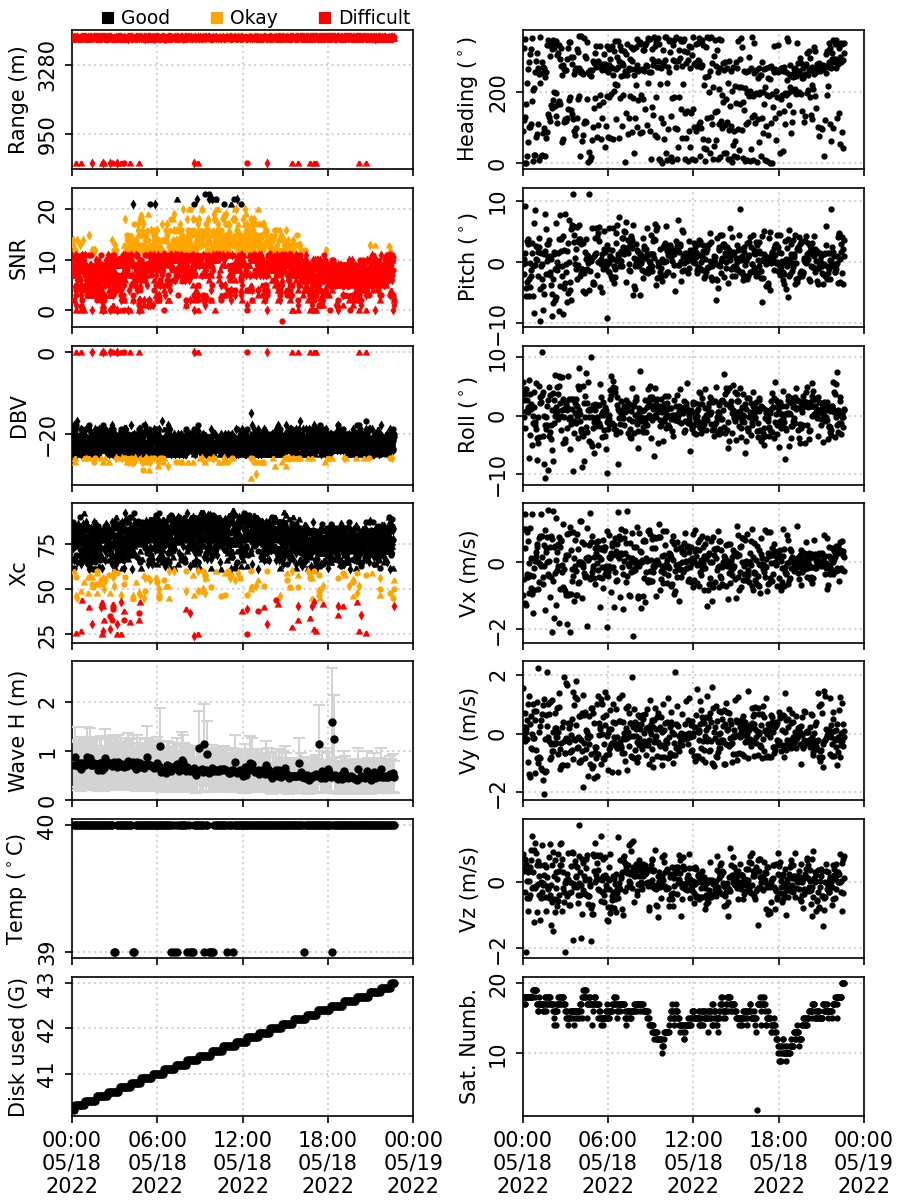 Good Okay Difficult
Range (m)
3280
950
Heading (°)
200
0
SNR
20
10
0
Pitch (°)
10
0
−10
DBV
0
−20
Roll (°)
10
0
−10
Xc
75
50
25
Vx (m/s)
0
−2
Wave H (m)
2
1
0
Vy (m/s)
2
0
−2
Temp (°C)
40
39
Vz (m/s)
0
−2
Disk used (G)
43
42
41
Sat. Numb.
20
10
00:00 06:00 12:00 18:00 00:00 00:00 06:00 12:00 18:00 00:00
05/18 05/18 05/18 05/18 05/19 05/18 05/18 05/18 05/18 05/19
2022 2022 2022 2022 2022 2022 2022 2022 2022 2022